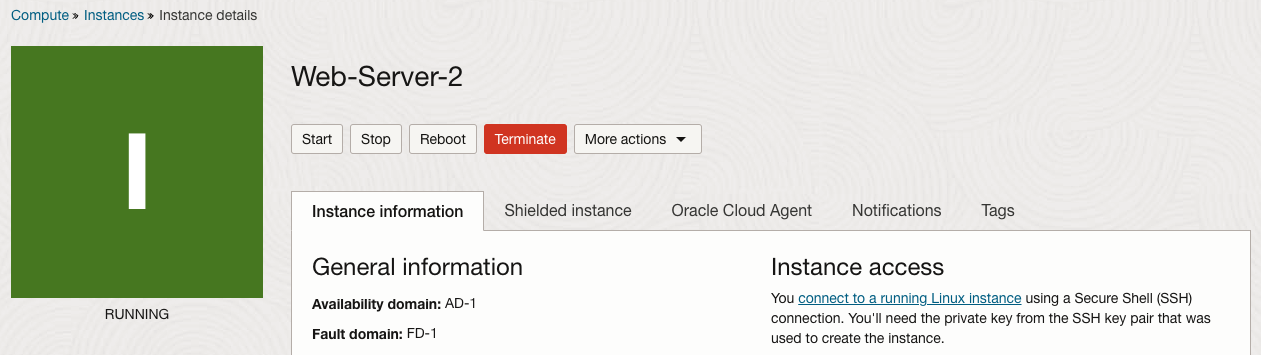 Compute » Instances » Instance details
I
RUNNING
Web-Server-2
Start Stop Reboot Terminate More actions
Instance information Shielded instance Oracle Cloud Agent Notifications Tags
General information
Availability domain: AD-1
Fault domain: FD-1
Instance access
You connect to a running Linux instance using a Secure Shell (SSH)
connection. You'll need the private key from the SSH key pair that was
used to create the instance.